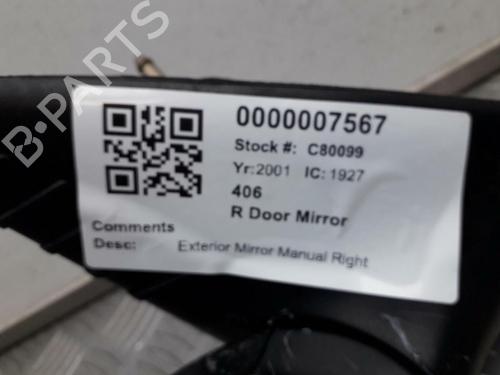 B-PARTS
0000007567
Stock #: C80099
Yr:2001 IC:1927
406
R Door Mirror
Comments
Desc: Exterior Mirror Manual Right